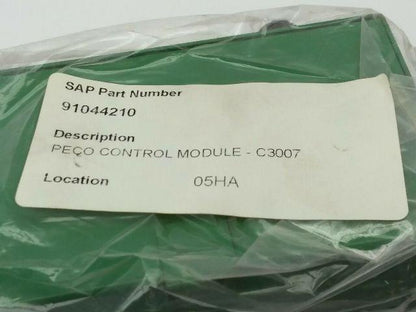 SAP Part Number
91044210
Description
PECO CONTROL MODULE - C3007
Location 05HA